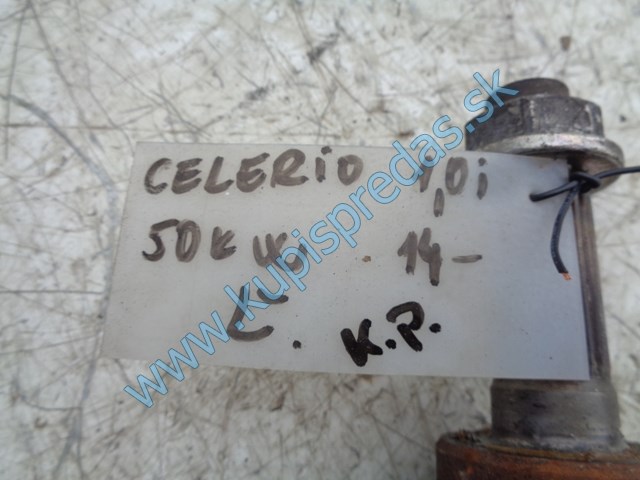 CELERiO 1,0i
50kW 14-
Ľ. K.P.
www.kupispredas.sk